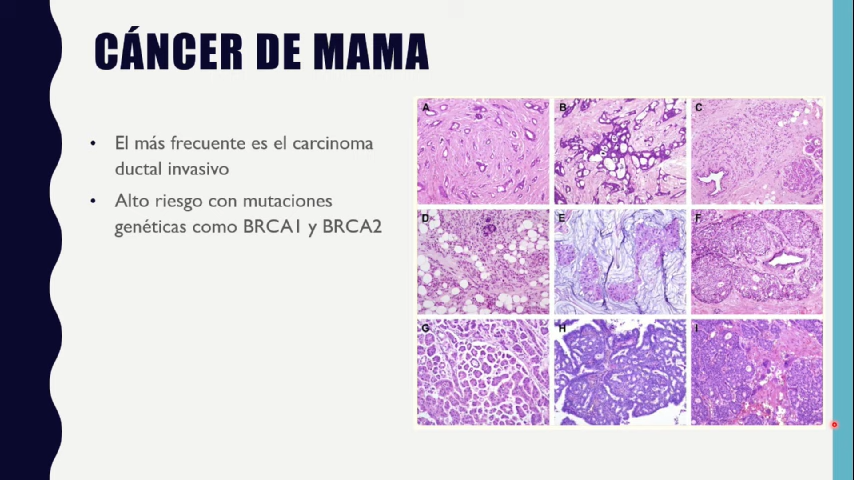 CÁNCER DE MAMA
• El más frecuente es el carcinoma
ductal invasivo
• Alto riesgo con mutaciones
genéticas como BRCA1 y BRCA2
A
B
C
D
E
F
G
H
I